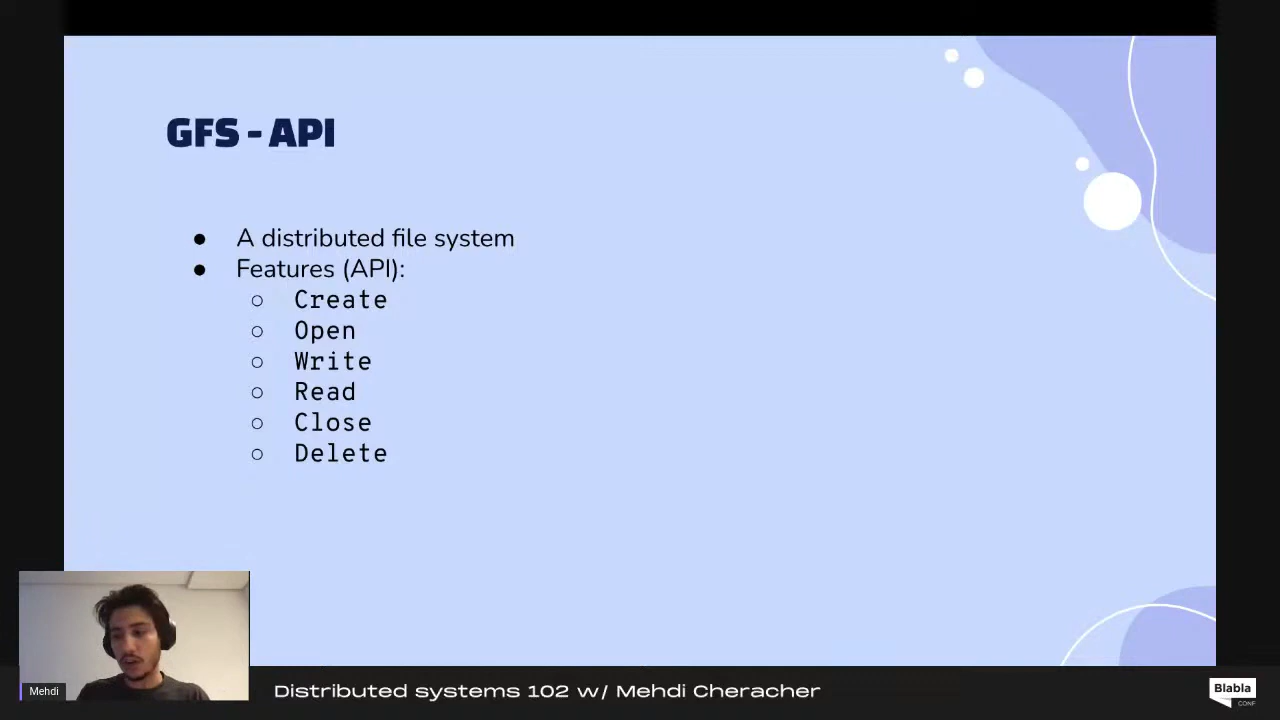 GFS - API
● A distributed file system
● Features (API):
○ Create
○ Open
○ Write
○ Read
○ Close
○ Delete
Mehdi
Distributed systems 102 w/ Mehdi Cheracher
Blabla
CONF